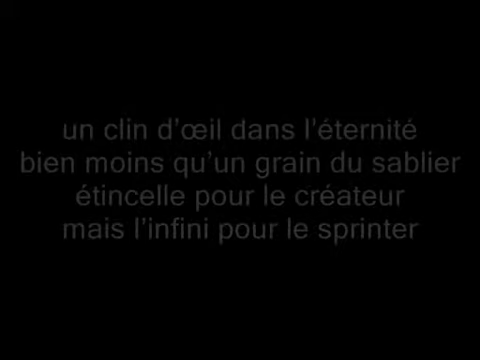 un clin d’œil dans l'éternité
bien moins qu’un grain du sablier
étincelle pour le créateur
mais l’infini pour le sprinter